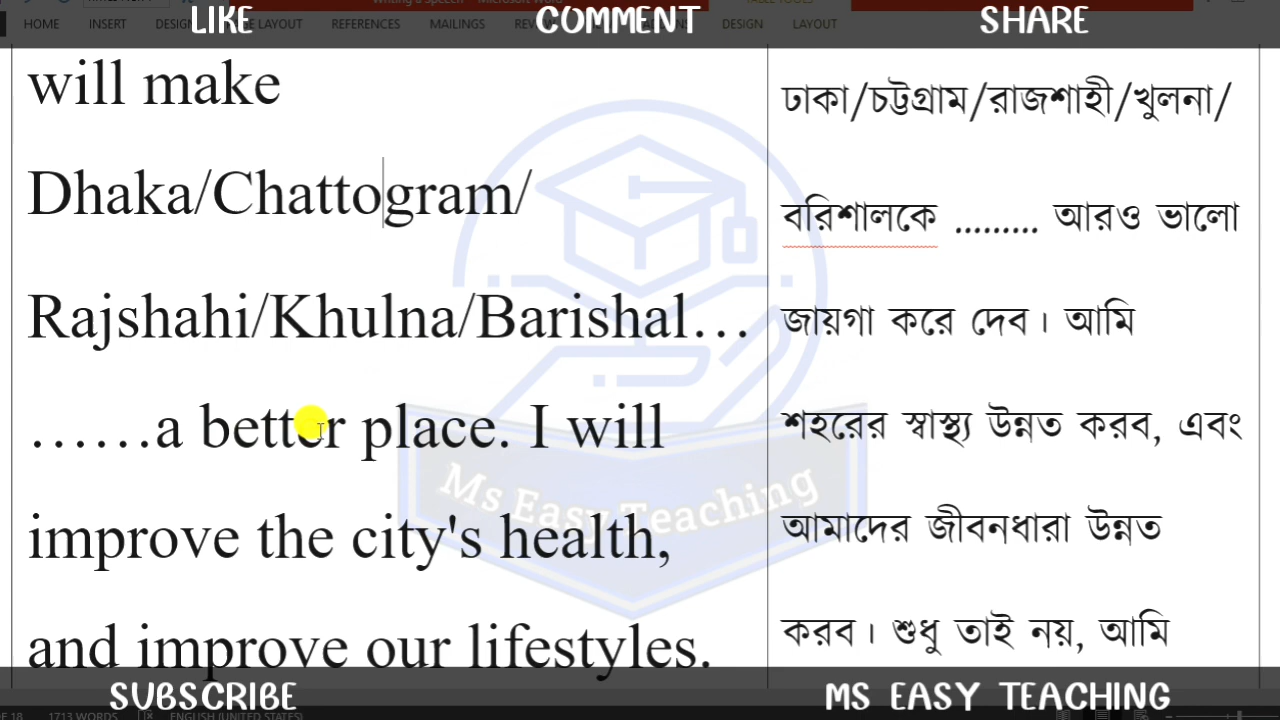 LIKE COMMENT SHARE
HOME INSERT DESIGN LAYOUT REFERENCES MAILINGS DESIGN LAYOUT
will make
Dhaka/Chattogram/
Rajshahi/Khulna/Barishal…
……a better place. I will
improve the city's health,
and improve our lifestyles.
ঢাকা/চট্টগ্রাম/রাজশাহী/খুলনা/
বরিশালকে ......... আরও ভালো
জায়গা করে দেব। আমি
শহরের স্বাস্থ্য উন্নত করব, এবং
আমাদের জীবনধারা উন্নত
করব। শুধু তাই নয়, আমি
Ms Easy Teaching
SUBSCRIBE MS EASY TEACHING
18 1713 WORDS ENGLISH (UNITED STATES)